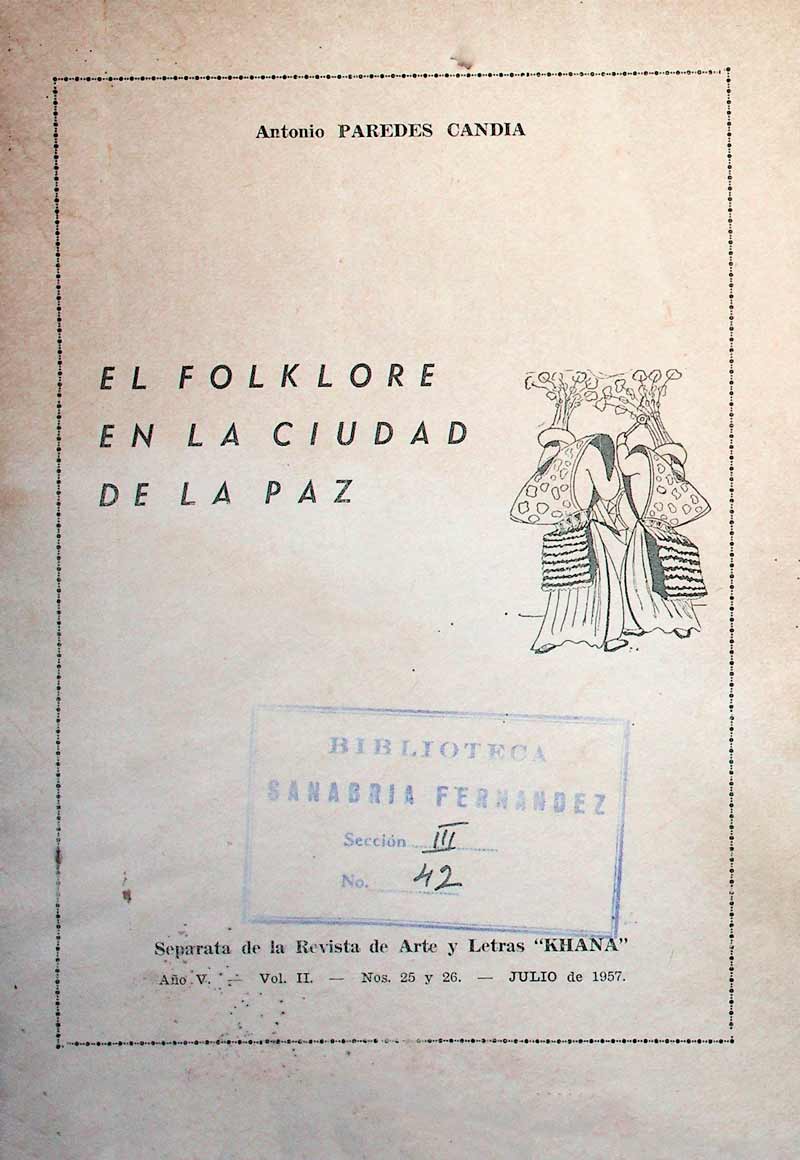 Antonio PAREDES CANDIA
EL FOLKLORE
EN LA CIUDAD
DE LA PAZ
BIBLIOTECA
SANABRIA FERNANDEZ
Sección III
No. 42
Separata de la Revista de Arte y Letras “KHANA”
Año V. — Vol. II. — Nos. 25 y 26. — JULIO de 1957.